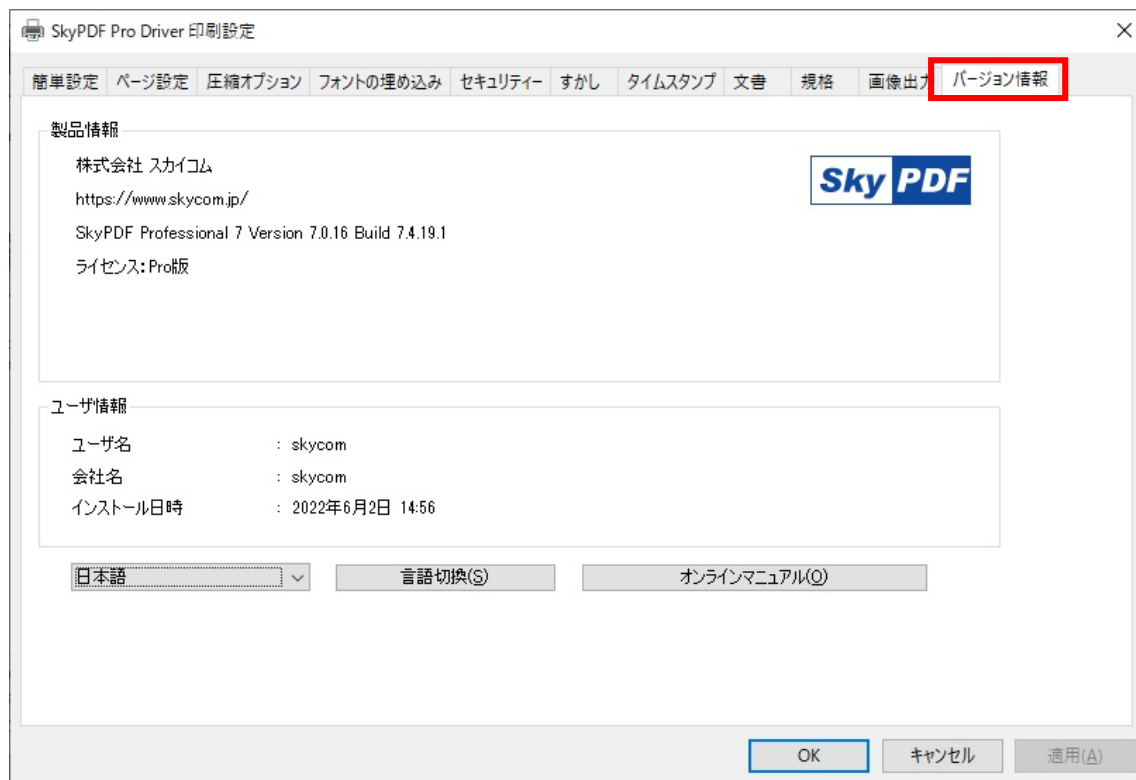 SkyPDF Pro Driver 印刷設定
簡単設定 ページ設定 圧縮オプション フォントの埋め込み セキュリティー すかし タイムスタンプ 文書 規格 画像出力 バージョン情報
製品情報
株式会社 スカイコム
Sky PDF
https://www.skycom.jp/
SkyPDF Professional 7 Version 7.0.16 Build 7.4.19.1
ライセンス:Pro版
ユーザ情報
ユーザ名 : skycom
会社名 : skycom
インストール日時 : 2022年6月2日 14:56
日本語 言語切換(S) オンラインマニュアル(O)
OK キャンセル 適用(A)